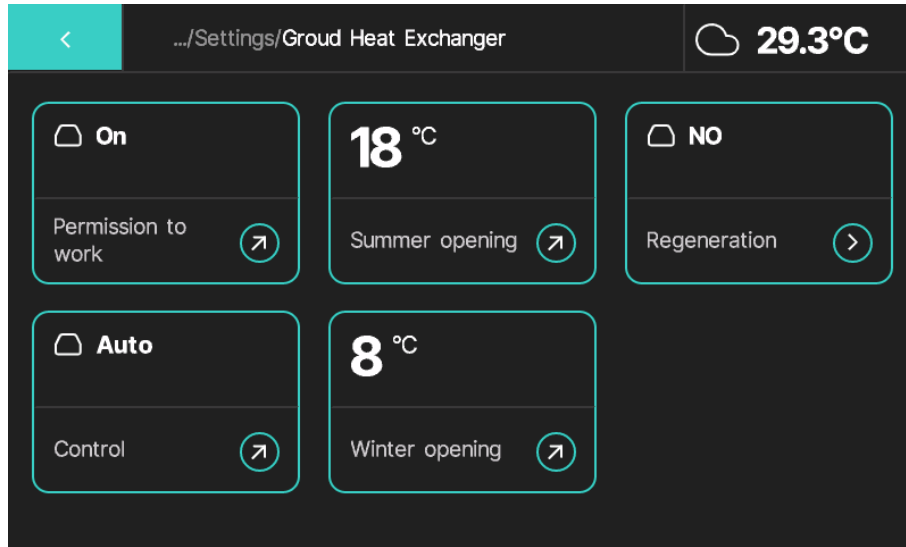 .../Settings/Groud Heat Exchanger
29.3°C
On
Permission to
work
18 °C
Summer opening
NO
Regeneration
Auto
Control
8 °C
Winter opening